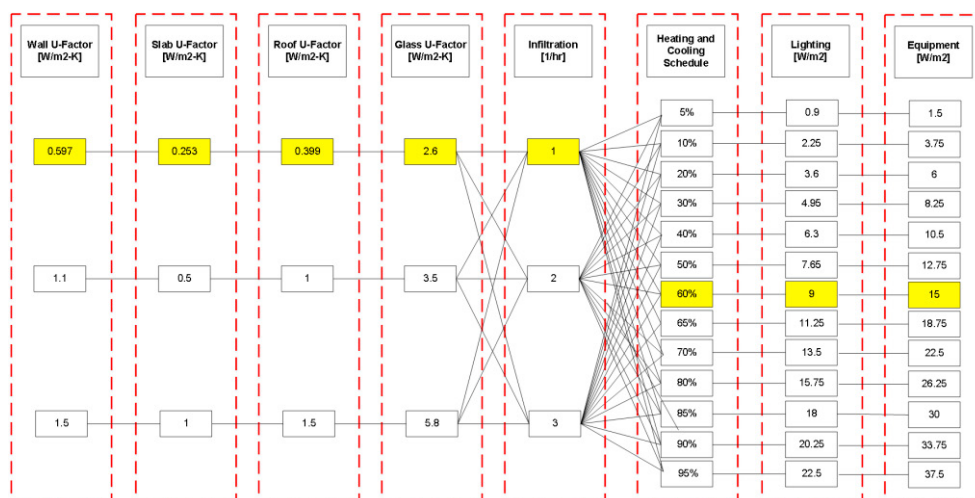 Wall U-Factor
[W/m2-K]
Slab U-Factor
[W/m2-K]
Roof U-Factor
[W/m2-K]
Glass U-Factor
[W/m2-K]
Infiltration
[1/hr]
Heating and
Cooling
Schedule
Lighting
[W/m2]
Equipment
[W/m2]
5% 0.9 1.5
0.597 0.253 0.399 2.6 1
10% 2.25 3.75
20% 3.6 6
30% 4.95 8.25
40% 6.3 10.5
50% 7.65 12.75
1.1 0.5 1 3.5 2
60% 9 15
65% 11.25 18.75
70% 13.5 22.5
80% 15.75 26.25
85% 18 30
1.5 1 1.5 5.8 3
90% 20.25 33.75
95% 22.5 37.5